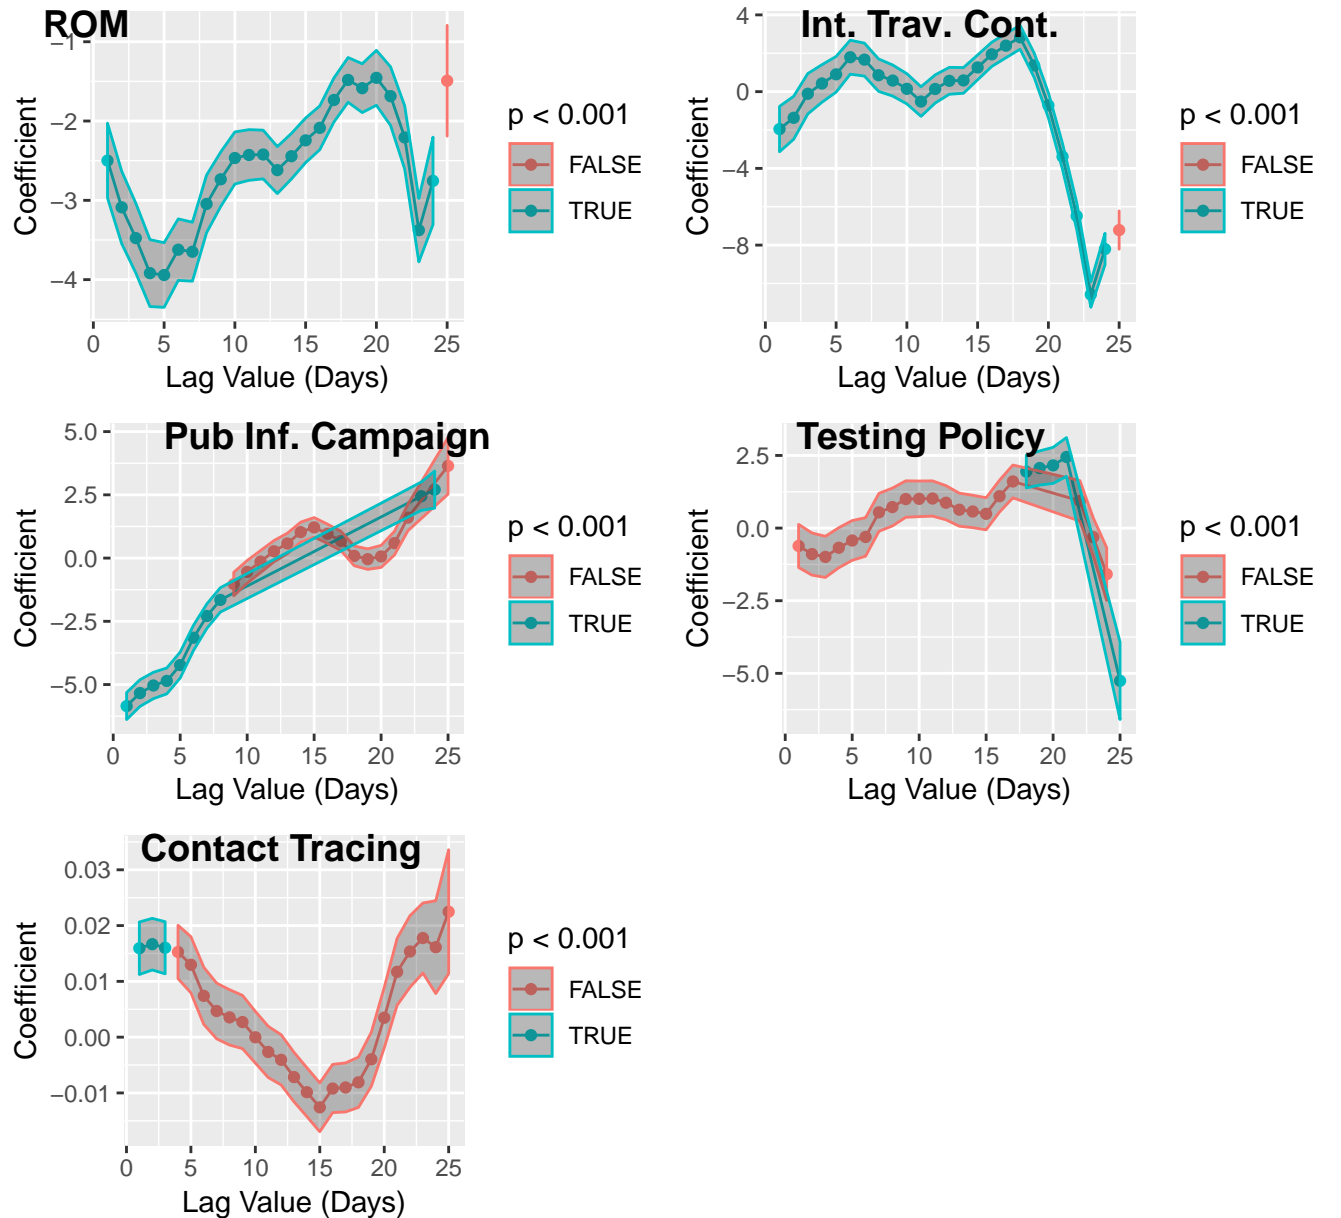 ROM
−1
−2
−3
−4
Coefficient
0 5 10 15 20 25
Lag Value (Days)
p < 0.001
FALSE
TRUE
Int. Trav. Cont.
4
0
−4
−8
Coefficient
0 5 10 15 20 25
Lag Value (Days)
p < 0.001
FALSE
TRUE
Pub Inf. Campaign
5.0
2.5
0.0
−2.5
−5.0
Coefficient
0 5 10 15 20 25
Lag Value (Days)
p < 0.001
FALSE
TRUE
Testing Policy
2.5
0.0
−2.5
−5.0
Coefficient
0 5 10 15 20 25
Lag Value (Days)
p < 0.001
FALSE
TRUE
Contact Tracing
0.03
0.02
0.01
0.00
−0.01
Coefficient
0 5 10 15 20 25
Lag Value (Days)
p < 0.001
FALSE
TRUE